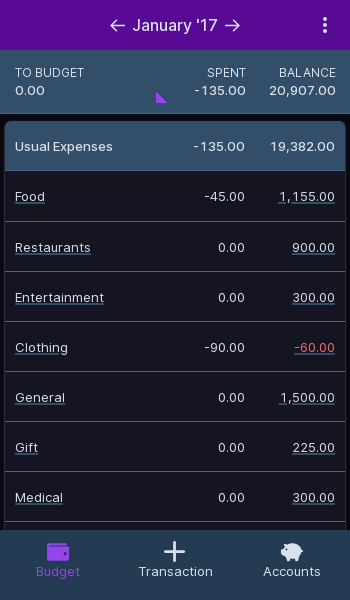 ← January '17 →
TO BUDGET SPENT BALANCE
0.00 -135.00 20,907.00
Usual Expenses -135.00 19,382.00
Food -45.00 1,155.00
Restaurants 0.00 900.00
Entertainment 0.00 300.00
Clothing -90.00 -60.00
General 0.00 1,500.00
Gift 0.00 225.00
Medical 0.00 300.00
Budget Transaction Accounts